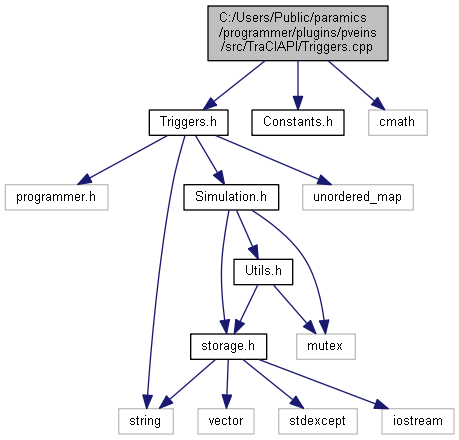 C:/Users/Public/paramics
/programmer/plugins/pveins
/src/TraCIAPI/Triggers.cpp
Triggers.h
Constants.h
cmath
programmer.h
Simulation.h
unordered_map
Utils.h
storage.h
mutex
string
vector
stdexcept
iostream